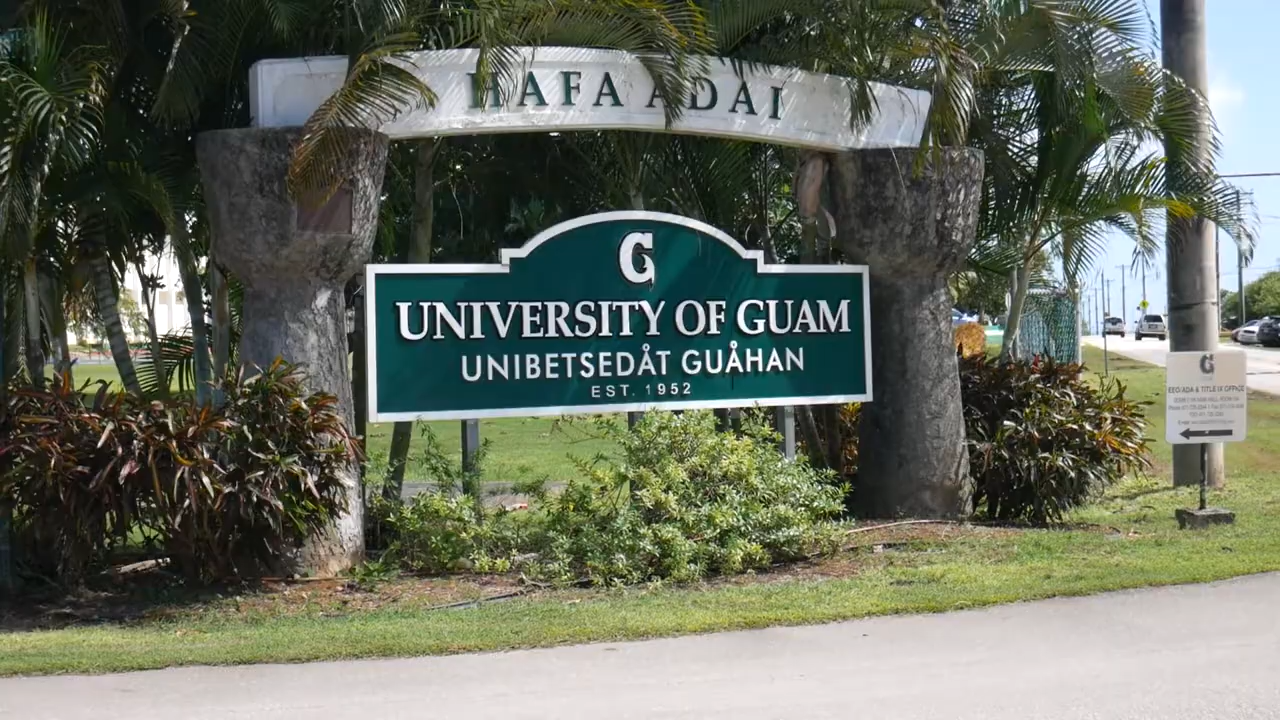 HAFA ADAI
G
UNIVERSITY OF GUAM
UNIBETSEDÅT GUÅHAN
EST. 1952
G
EEO/ADA & TITLE IX OFFICE